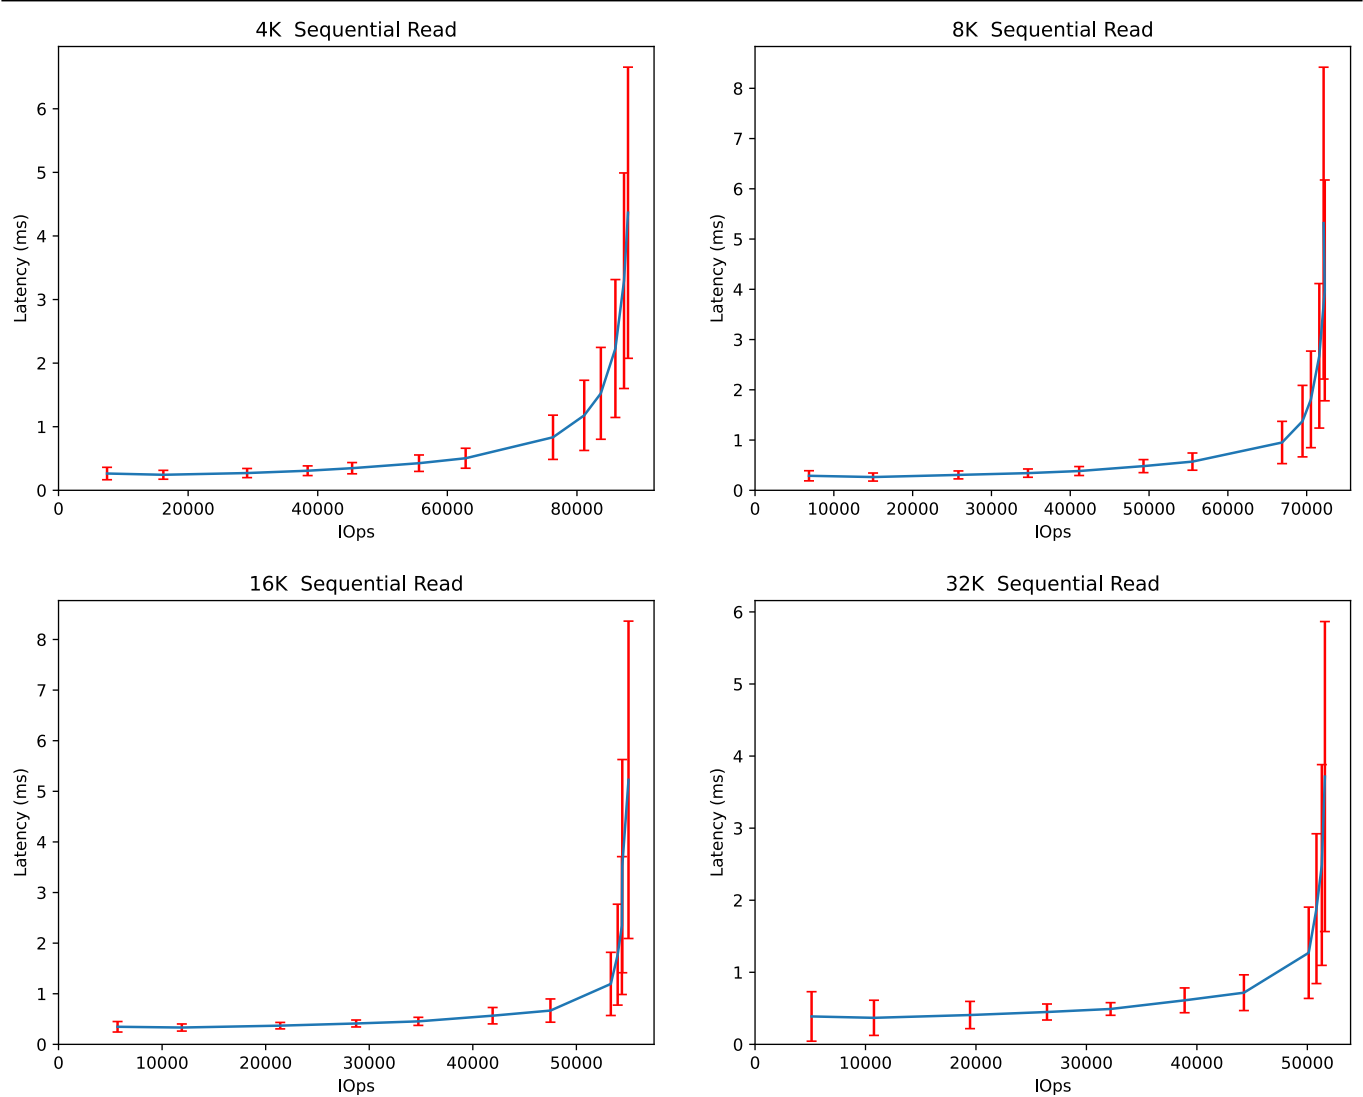 4K  Sequential Read
6
5
4
3
2
1
0
Latency (ms)
0 20000 40000 60000 80000
IOps
8K  Sequential Read
8
7
6
5
4
3
2
1
0
Latency (ms)
0 10000 20000 30000 40000 50000 60000 70000
IOps
16K  Sequential Read
8
7
6
5
4
3
2
1
0
Latency (ms)
0 10000 20000 30000 40000 50000
IOps
32K  Sequential Read
6
5
4
3
2
1
0
Latency (ms)
0 10000 20000 30000 40000 50000
IOps